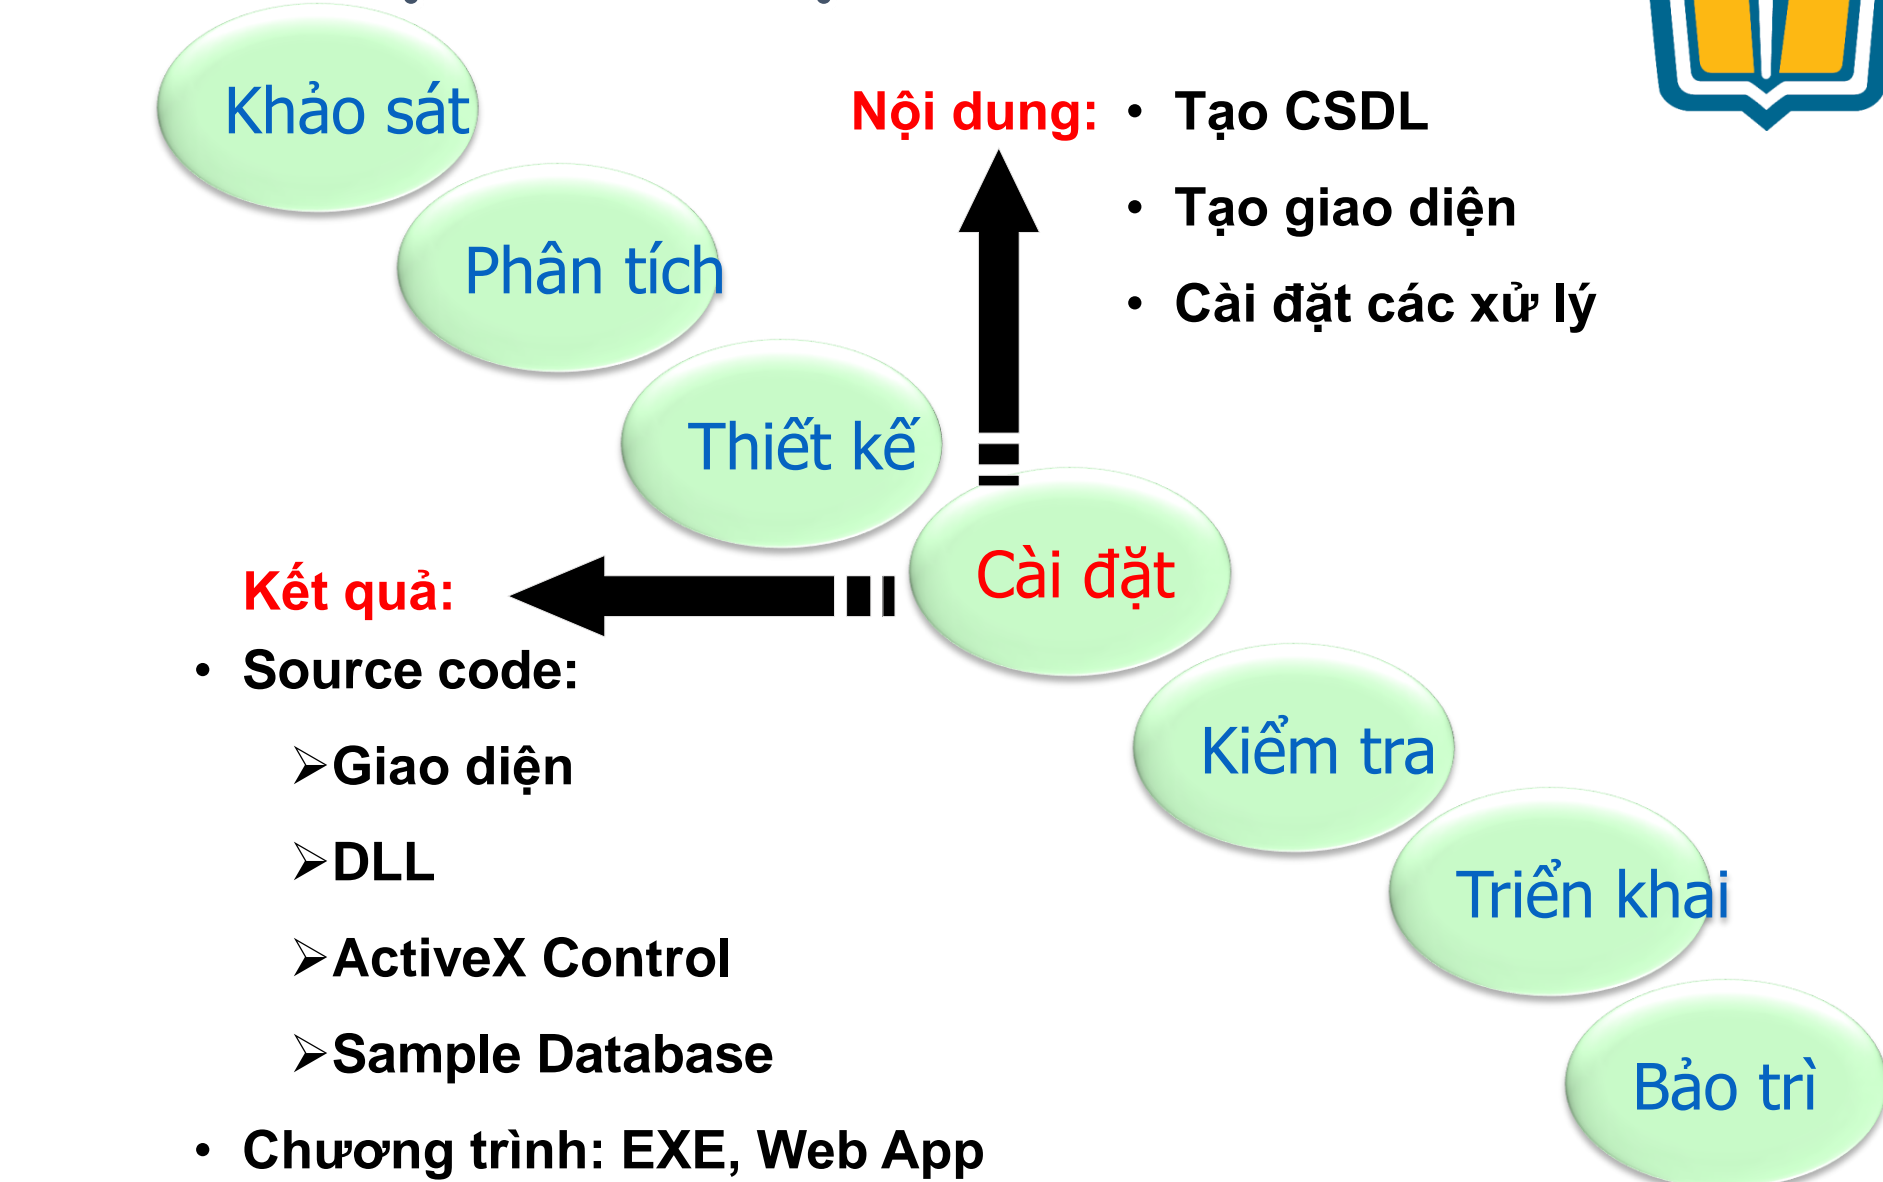 Khảo sát
Nội dung: • Tạo CSDL
• Tạo giao diện
Phân tích
• Cài đặt các xử lý
Thiết kế
Cài đặt
Kết quả:
• Source code:
➢Giao diện
Kiểm tra
➢DLL
Triển khai
➢ActiveX Control
➢Sample Database
Bảo trì
• Chương trình: EXE, Web App